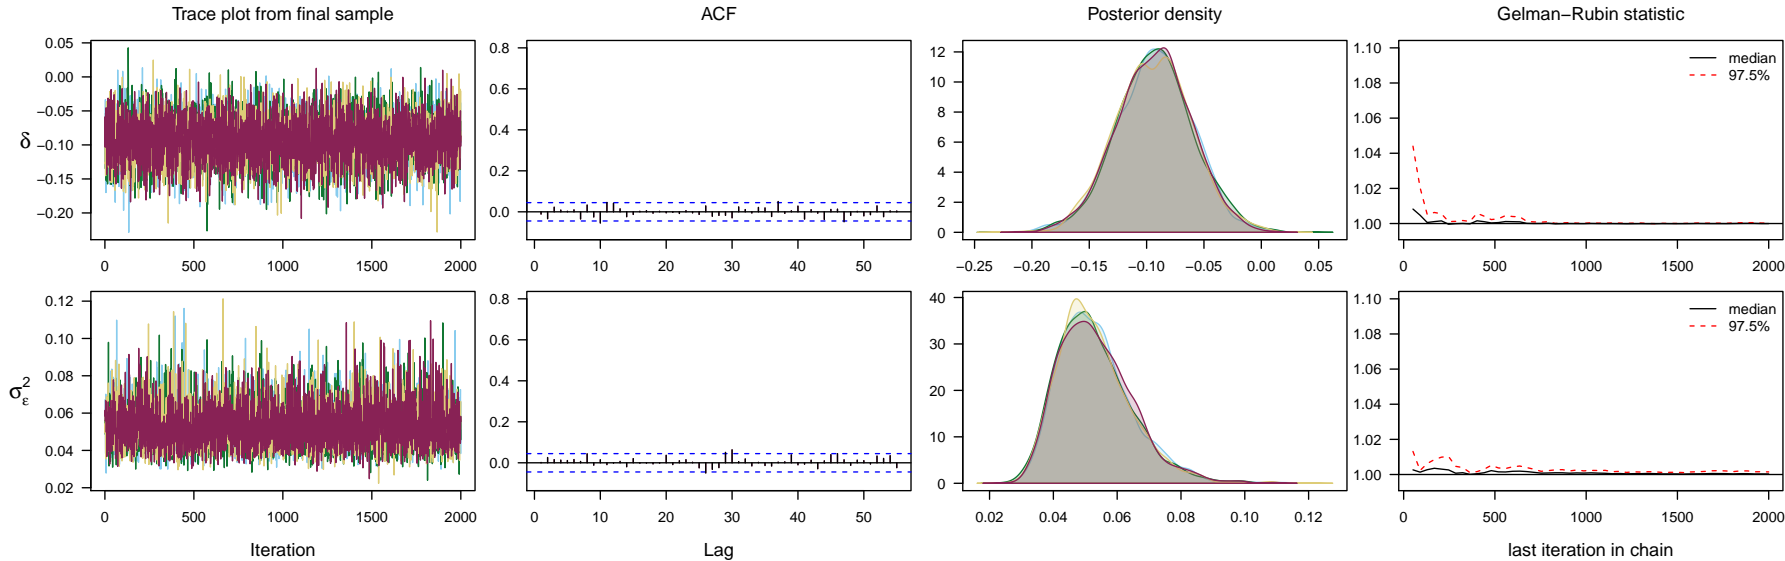 Trace plot from final sample
ACF
Posterior density
Gelman−Rubin statistic
δ
0.05
0.00
−0.05
−0.10
−0.15
−0.20
0 500 1000 1500 2000
0.8
0.6
0.4
0.2
0.0
0 10 20 30 40 50
12
10
8
6
4
2
0
−0.25 −0.20 −0.15 −0.10 −0.05 0.00 0.05
1.10
1.08
1.06
1.04
1.02
1.00
median
97.5%
0 500 1000 1500 2000
σ²ε
0.12
0.10
0.08
0.06
0.04
0.02
0 500 1000 1500 2000
Iteration
0.8
0.6
0.4
0.2
0.0
0 10 20 30 40 50
Lag
40
30
20
10
0
0.02 0.04 0.06 0.08 0.10 0.12
1.10
1.08
1.06
1.04
1.02
1.00
median
97.5%
0 500 1000 1500 2000
last iteration in chain